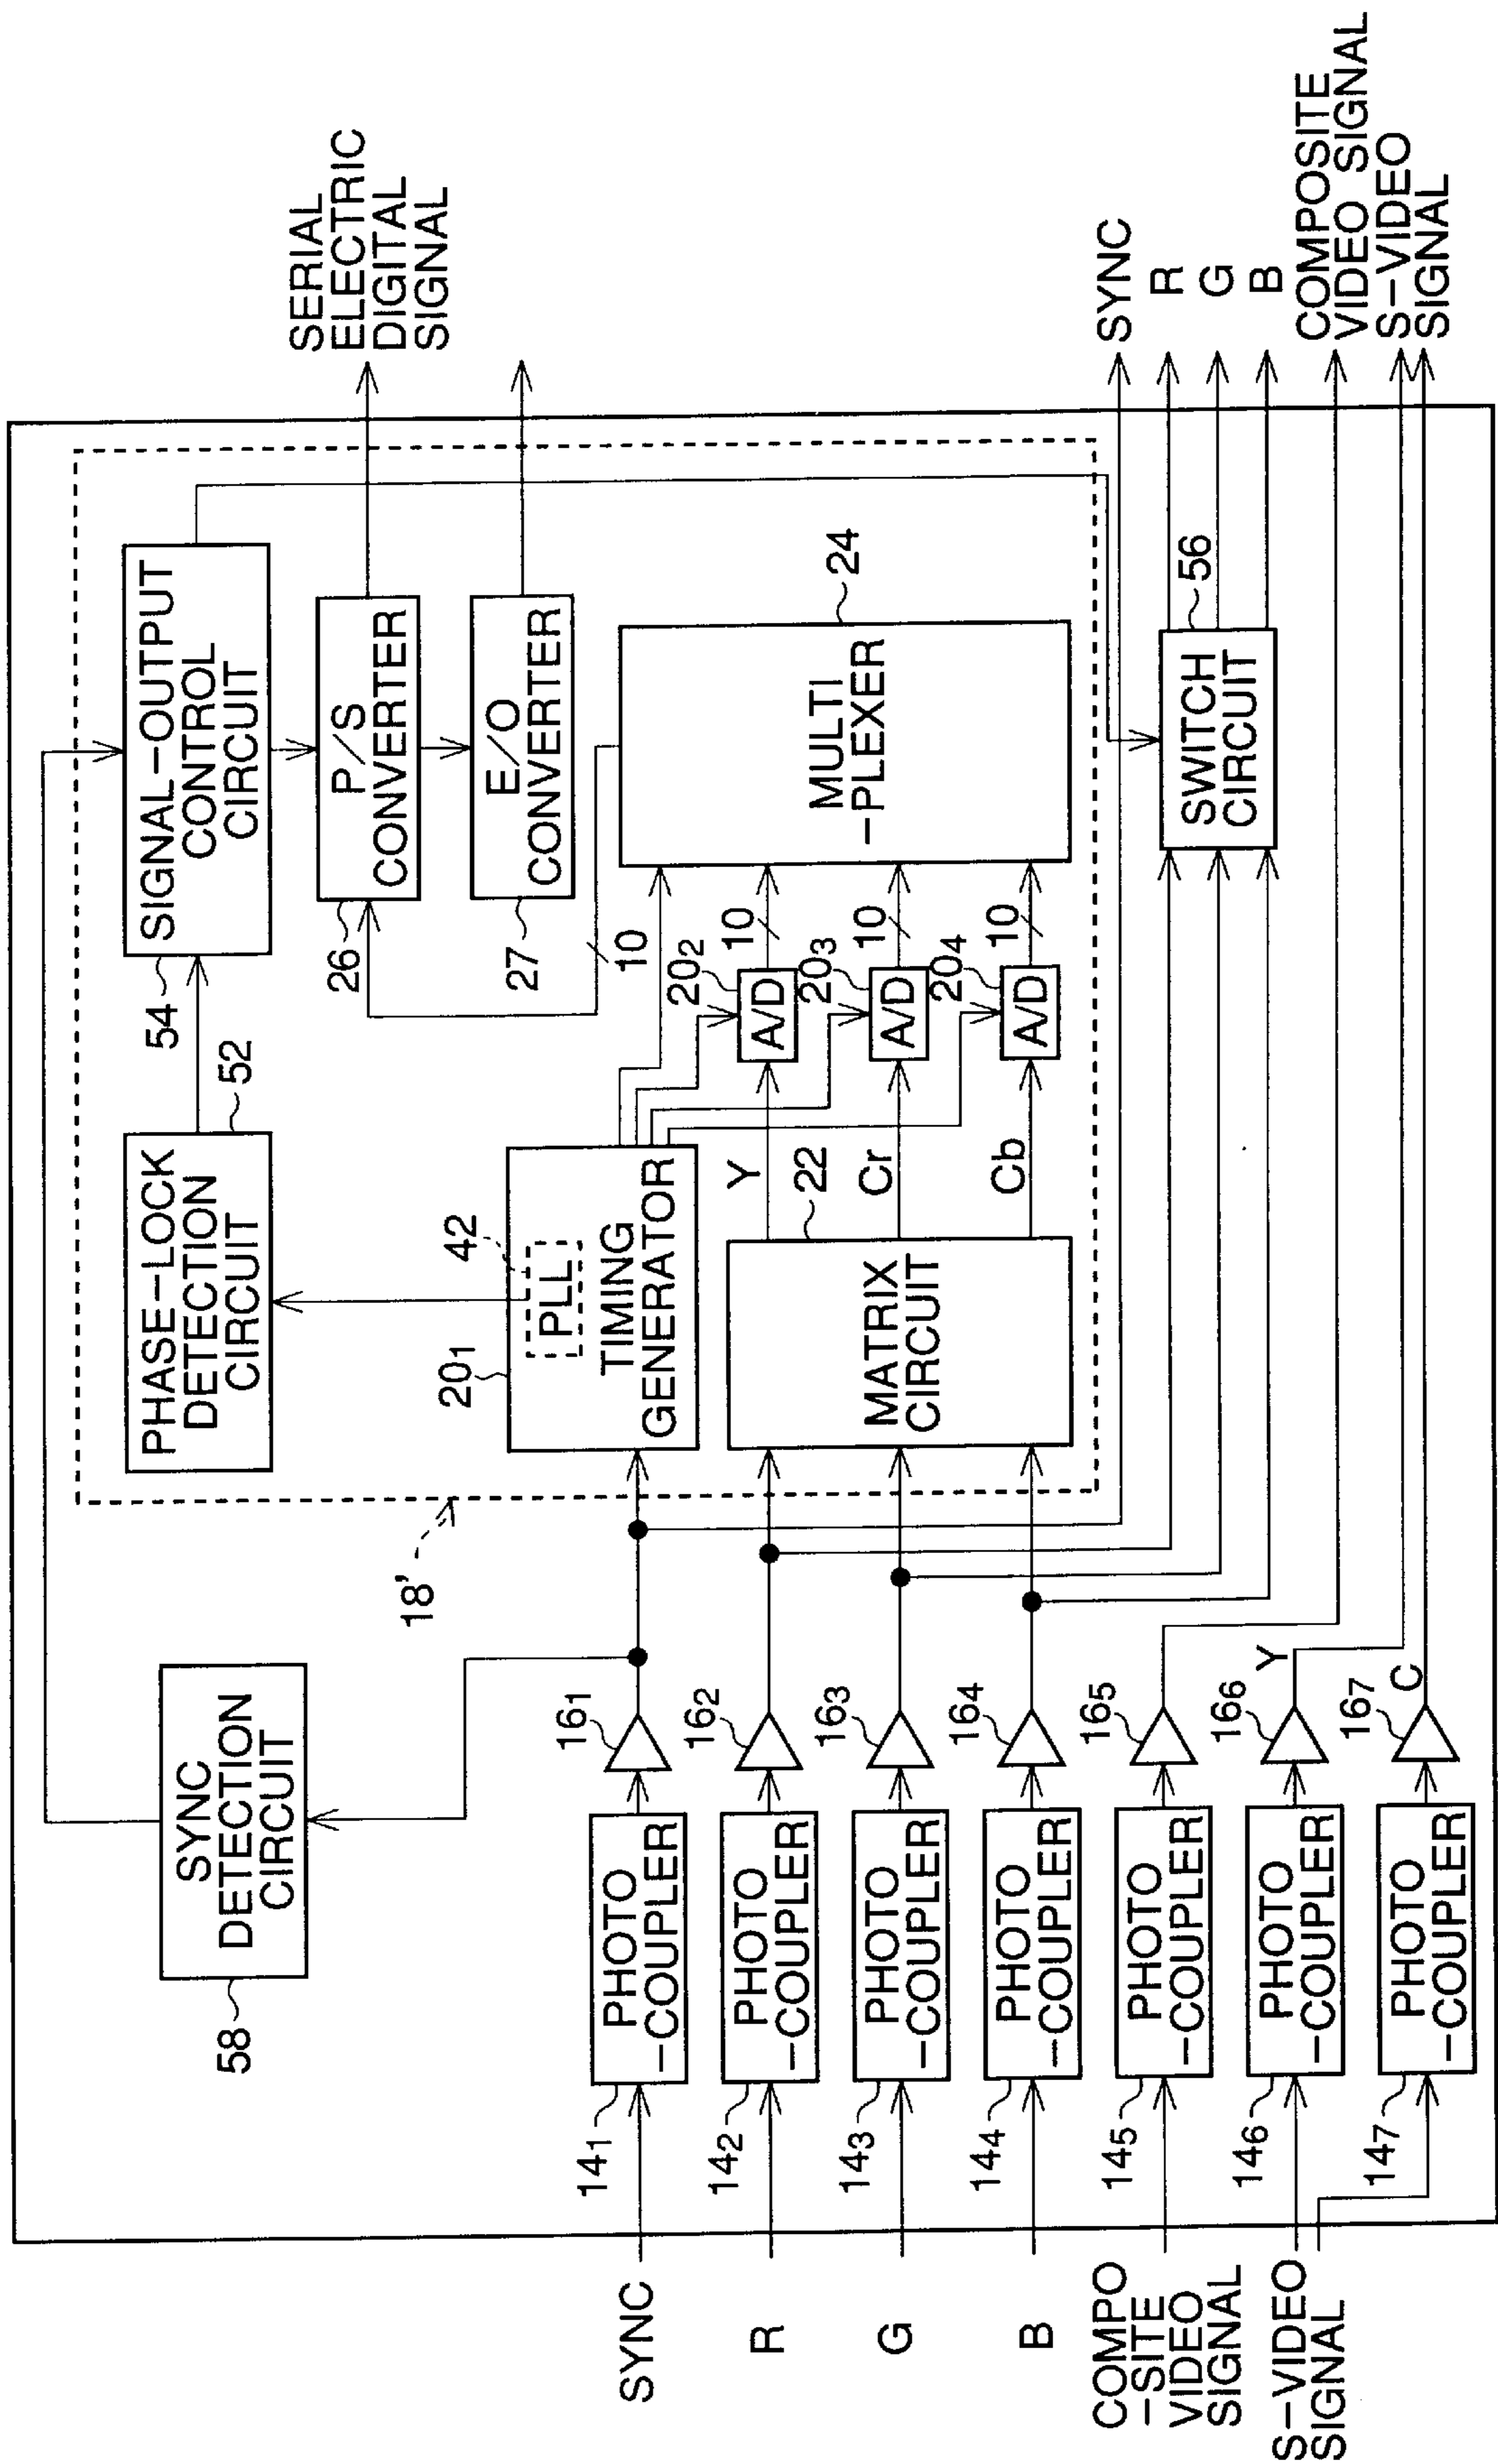 SYNC
DETECTION
CIRCUIT
58
PHASE-LOCK
DETECTION
CIRCUIT
52
SIGNAL-OUTPUT
CONTROL
CIRCUIT
54
P/S
CONVERTER
26
E/O
CONVERTER
27
SERIAL
ELECTRIC
DIGITAL
SIGNAL
18'
PLL
42
TIMING
GENERATOR
201
MATRIX
CIRCUIT
22
Y
Cr
Cb
A/D
202
A/D
203
A/D
204
10
10
10
10
MULTI
-PLEXER
24
SWITCH
CIRCUIT
56
SYNC
R
G
B
COMPO
-SITE
VIDEO
SIGNAL
S-VIDEO
SIGNAL
PHOTO
-COUPLER
141
161
PHOTO
-COUPLER
142
162
PHOTO
-COUPLER
143
163
PHOTO
-COUPLER
144
164
PHOTO
-COUPLER
145
165
PHOTO
-COUPLER
146
166
Y
PHOTO
-COUPLER
147
167
C
SYNC
R
G
B
COMPOSITE
VIDEO SIGNAL
S-VIDEO
SIGNAL